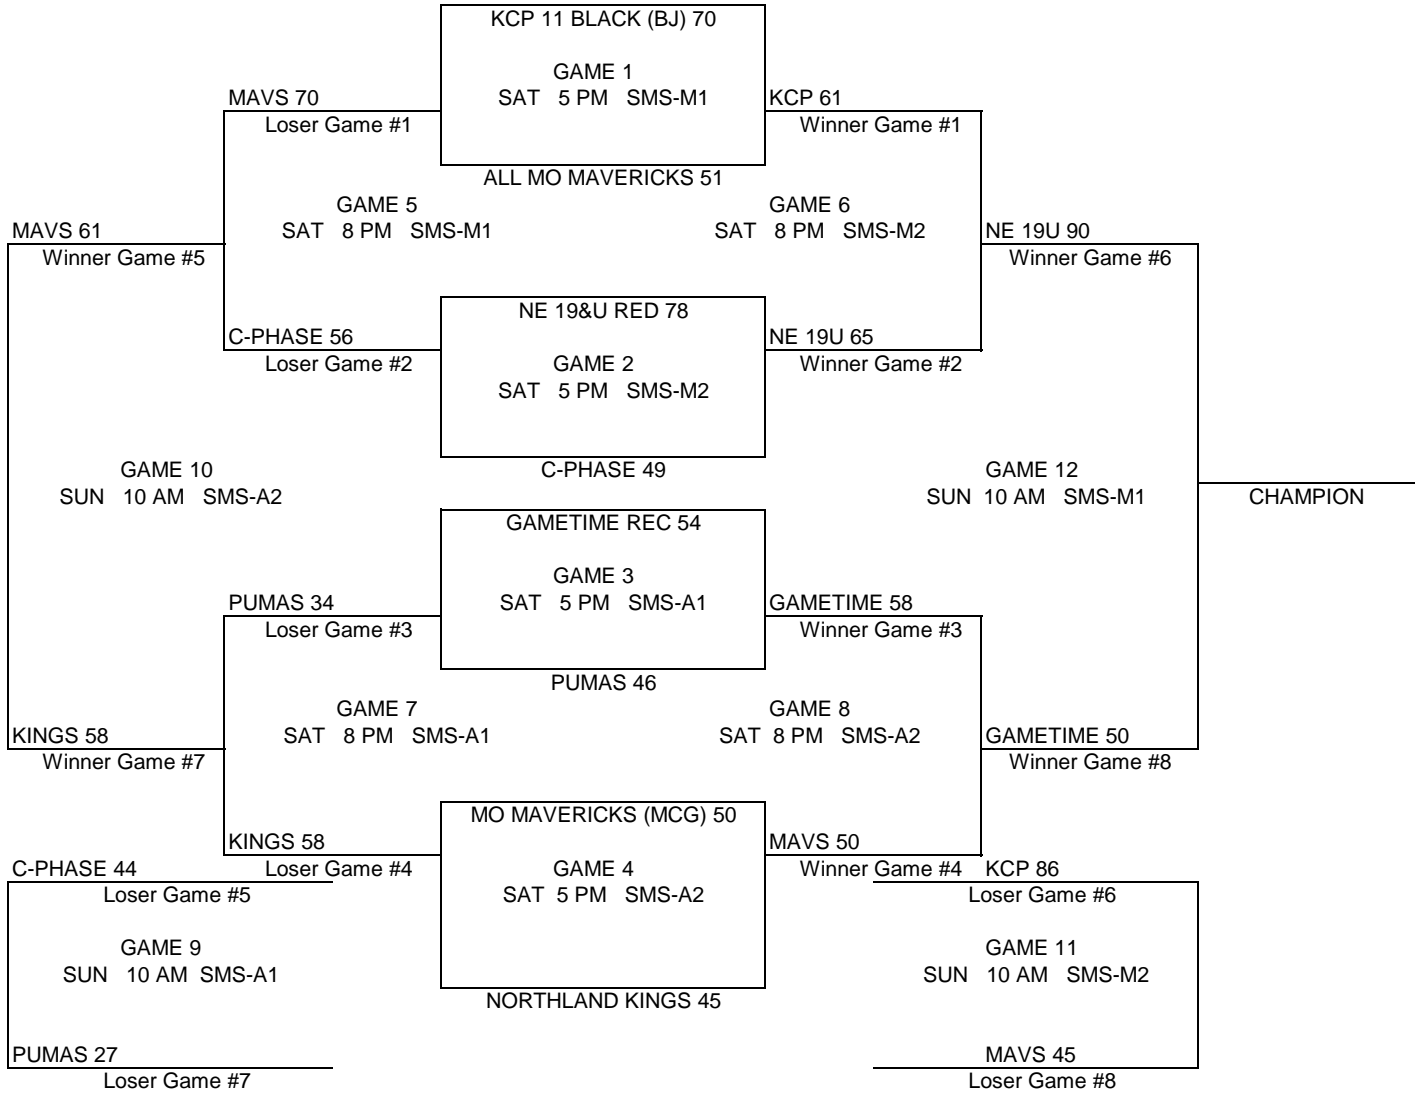 KCP 11 BLACK (BJ) 70
GAME 1
MAVS 70 SAT 5 PM SMS-M1 KCP 61
Loser Game #1 Winner Game #1
ALL MO MAVERICKS 51
GAME 5 GAME 6
MAVS 61 SAT 8 PM SMS-M1 SAT 8 PM SMS-M2 NE 19U 90
Winner Game #5 Winner Game #6
NE 19&U RED 78
C-PHASE 56 NE 19U 65
Loser Game #2 GAME 2 Winner Game #2
SAT 5 PM SMS-M2
GAME 10 C-PHASE 49 GAME 12
SUN 10 AM SMS-A2 SUN 10 AM SMS-M1 CHAMPION
GAMETIME REC 54
GAME 3
PUMAS 34 SAT 5 PM SMS-A1 GAMETIME 58
Loser Game #3 Winner Game #3
PUMAS 46
GAME 7 GAME 8
KINGS 58 SAT 8 PM SMS-A1 SAT 8 PM SMS-A2 GAMETIME 50
Winner Game #7 Winner Game #8
MO MAVERICKS (MCG) 50
KINGS 58 MAVS 50
C-PHASE 44 Loser Game #4 GAME 4 Winner Game #4 KCP 86
Loser Game #5 SAT 5 PM SMS-A2 Loser Game #6
GAME 9 GAME 11
SUN 10 AM SMS-A1 SUN 10 AM SMS-M2
NORTHLAND KINGS 45
PUMAS 27 MAVS 45
Loser Game #7 Loser Game #8